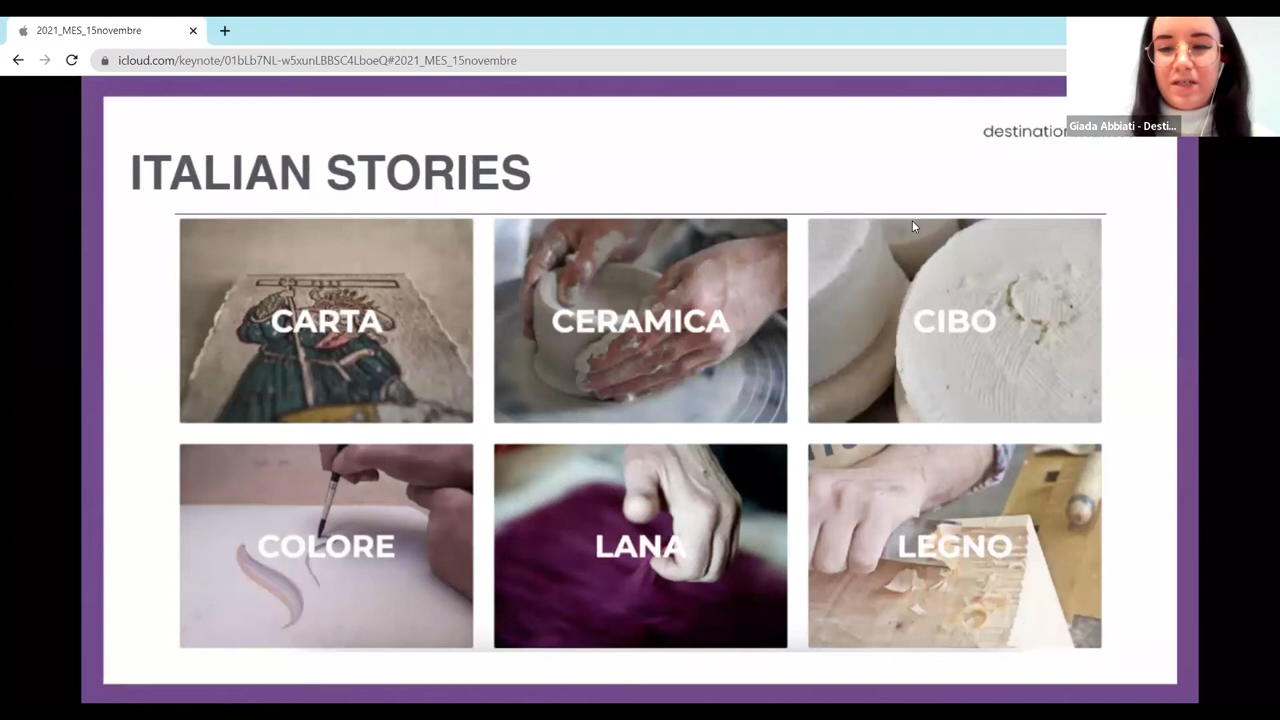 2021_MES_15novembre
icloud.com/keynote/01bLb7NL-w5xunLBBSC4LboeQ#2021_MES_15novembre
Giada Abbiati - Desti...
destination
ITALIAN STORIES
CARTA
CERAMICA
CIBO
COLORE
LANA
LEGNO